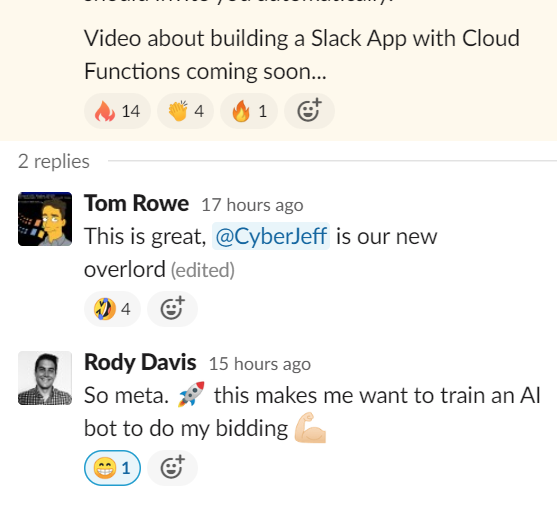 Video about building a Slack App with Cloud
Functions coming soon...
14 4 1
2 replies
Tom Rowe 17 hours ago
This is great, @CyberJeff is our new
overlord (edited)
4
Rody Davis 15 hours ago
So meta. 🚀 this makes me want to train an AI
bot to do my bidding 💪🏻
1